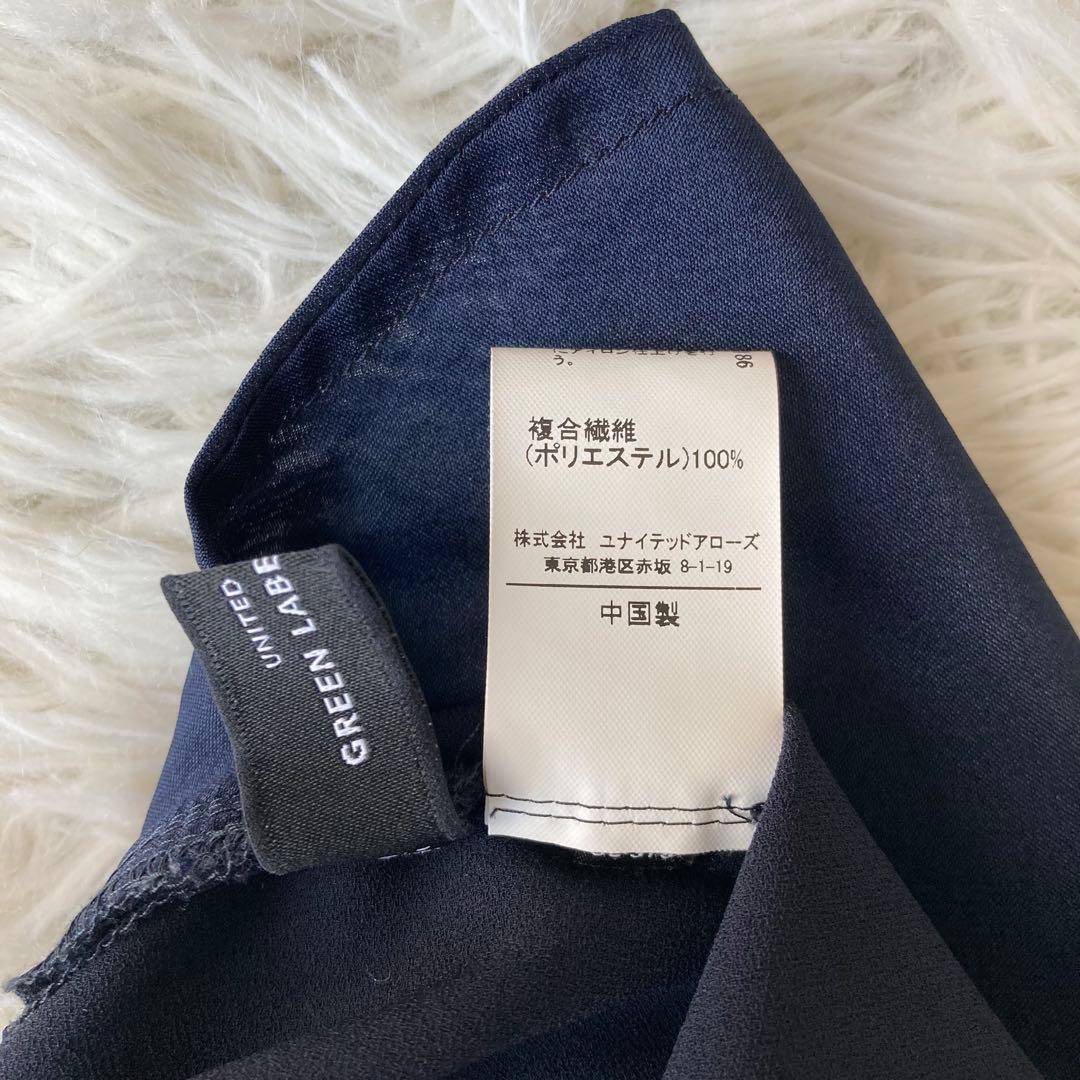 う。
86
複合繊維
(ポリエステル)100%
株式会社 ユナイテッドアローズ
東京都港区赤坂 8-1-19
中国製
UNITED
GREEN LABE